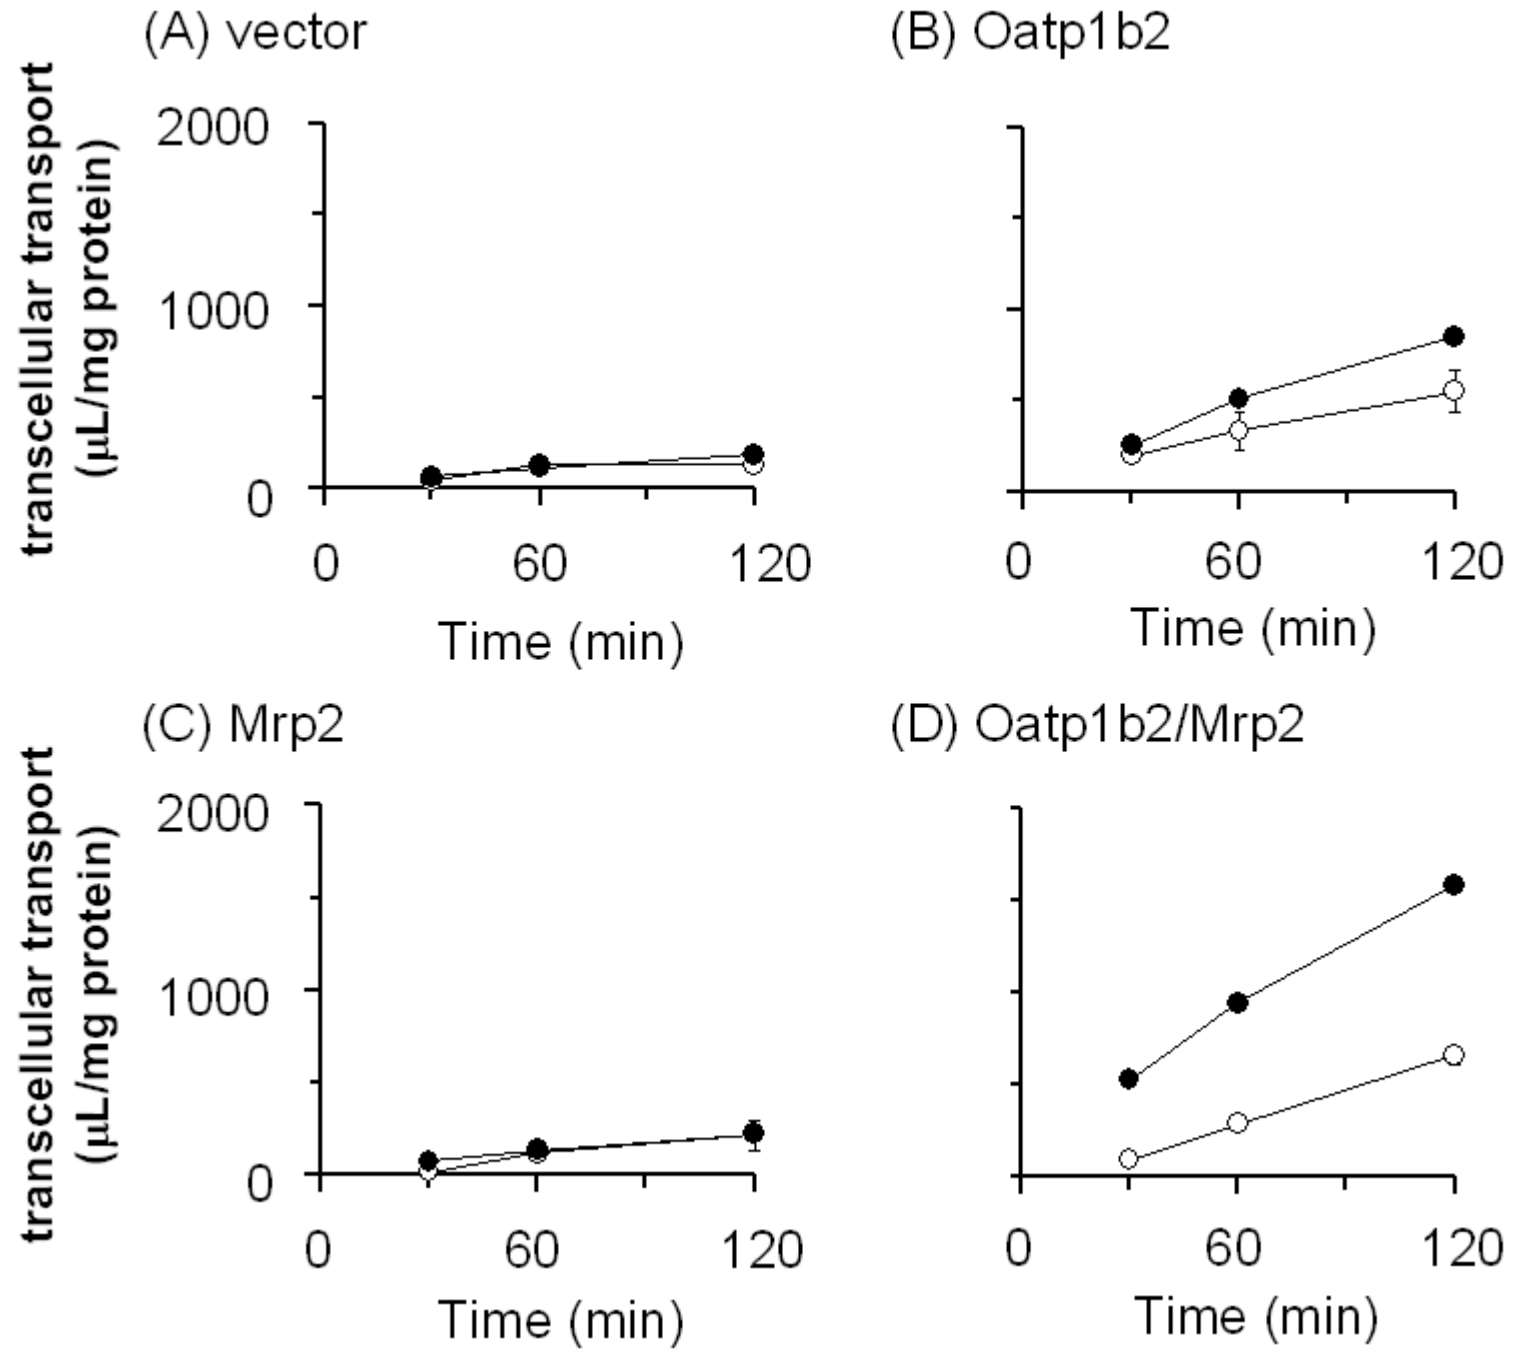 (A) vector
transcellular transport
(μL/mg protein)
2000
1000
0
0 60 120
Time (min)
(B) Oatp1b2
0 60 120
Time (min)
(C) Mrp2
transcellular transport
(μL/mg protein)
2000
1000
0
0 60 120
Time (min)
(D) Oatp1b2/Mrp2
0 60 120
Time (min)